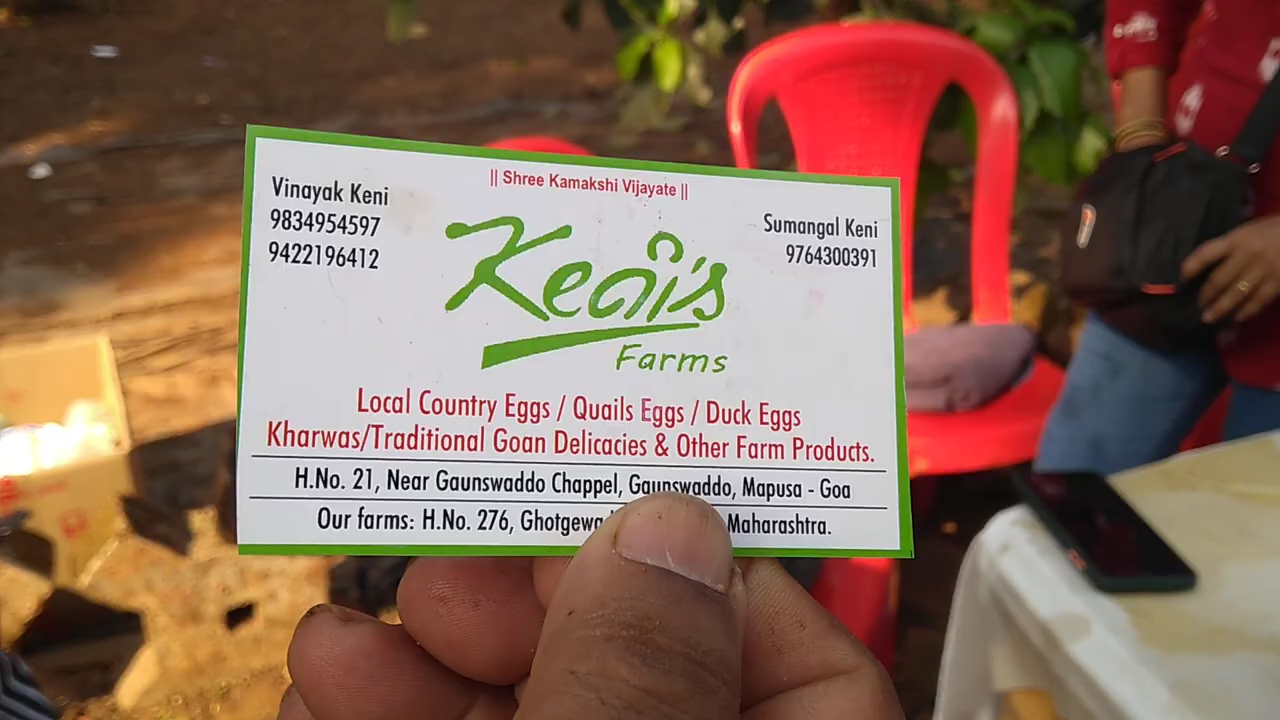 || Shree Kamakshi Vijayate ||
Vinayak Keni
9834954597
9422196412
Sumangal Keni
9764300391
Keni's
Farms
Local Country Eggs / Quails Eggs / Duck Eggs
Kharwas/Traditional Goan Delicacies & Other Farm Products.
H.No. 21, Near Gaunswaddo Chappel, Gaunswaddo, Mapusa - Goa
Our farms: H.No. 276, Maharashtra.